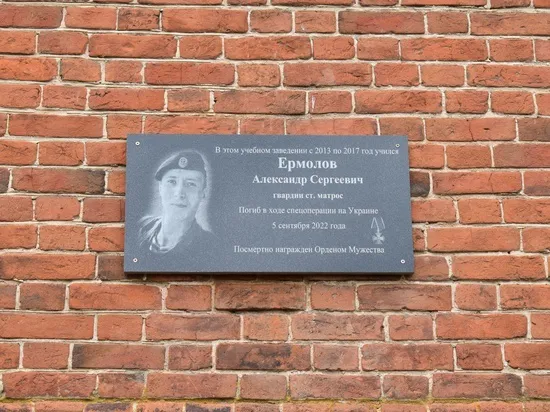 В этом учебном заведении с 2013 по 2017 год учился
Ермолов
Александр Сергеевич
гвардии ст. матрос
Погиб в ходе спецоперации на Украине
5 сентября 2022 года
Посмертно награжден Орденом Мужества